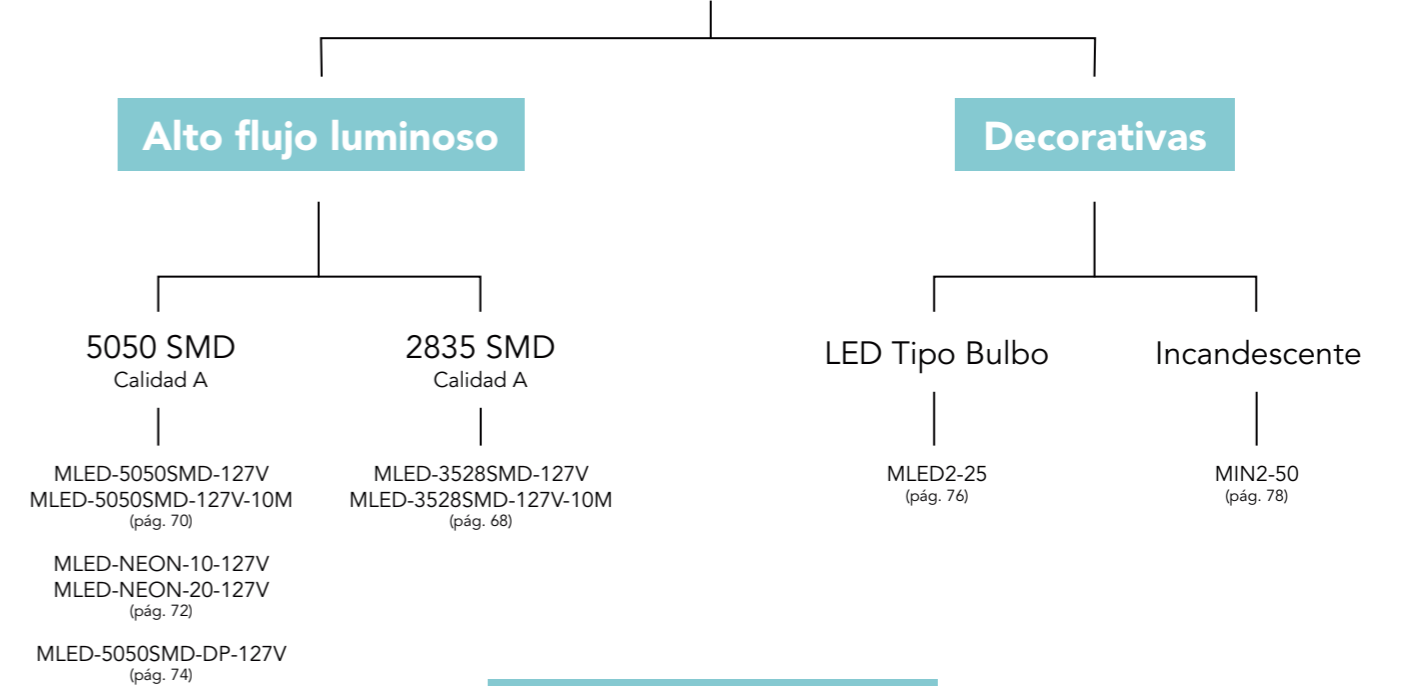 Alto flujo luminoso
Decorativas
5050 SMD
Calidad A
2835 SMD
Calidad A
LED Tipo Bulbo
Incandescente
MLED-5050SMD-127V
MLED-5050SMD-127V-10M
(pág. 70)
MLED-NEON-10-127V
MLED-NEON-20-127V
(pág. 72)
MLED-5050SMD-DP-127V
(pág. 74)
MLED-3528SMD-127V
MLED-3528SMD-127V-10M
(pág. 68)
MLED2-25
(pág. 76)
MIN2-50
(pág. 78)